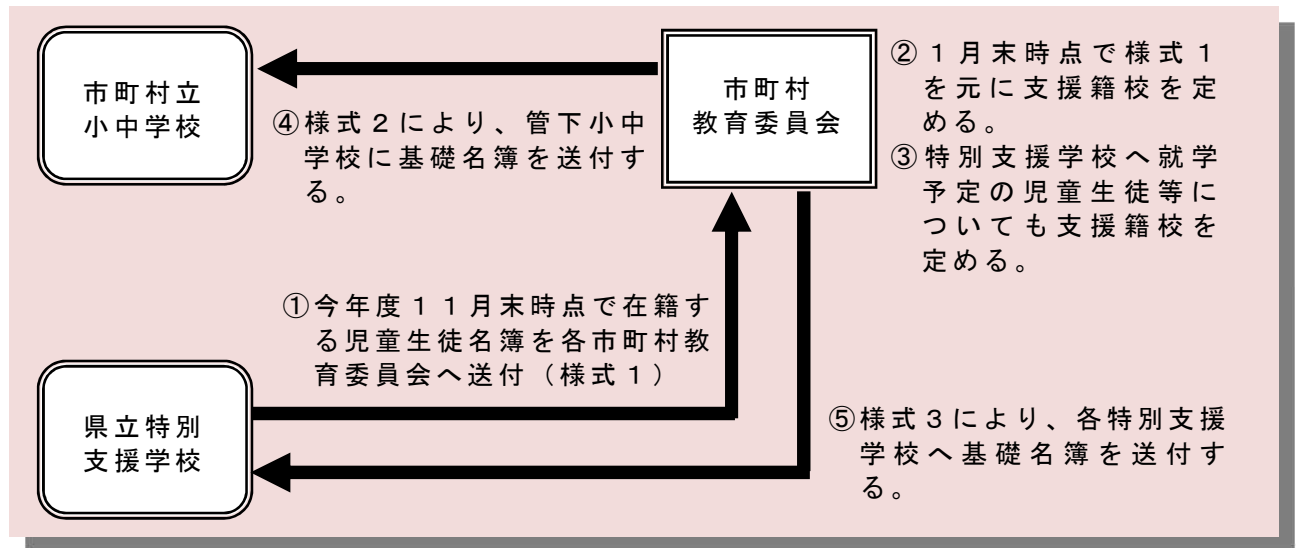 市町村立
小中学校
④様式２により、管下小中
学校に基礎名簿を送付す
る。
市町村
教育委員会
②１月末時点で様式１
を元に支援籍校を定
める。
③特別支援学校へ就学
予定の児童生徒等に
ついても支援籍校を
定める。
①今年度１１月末時点で在籍す
る児童生徒名簿を各市町村教
育委員会へ送付（様式１）
県立特別
支援学校
⑤様式３により、各特別支援
学校へ基礎名簿を送付す
る。